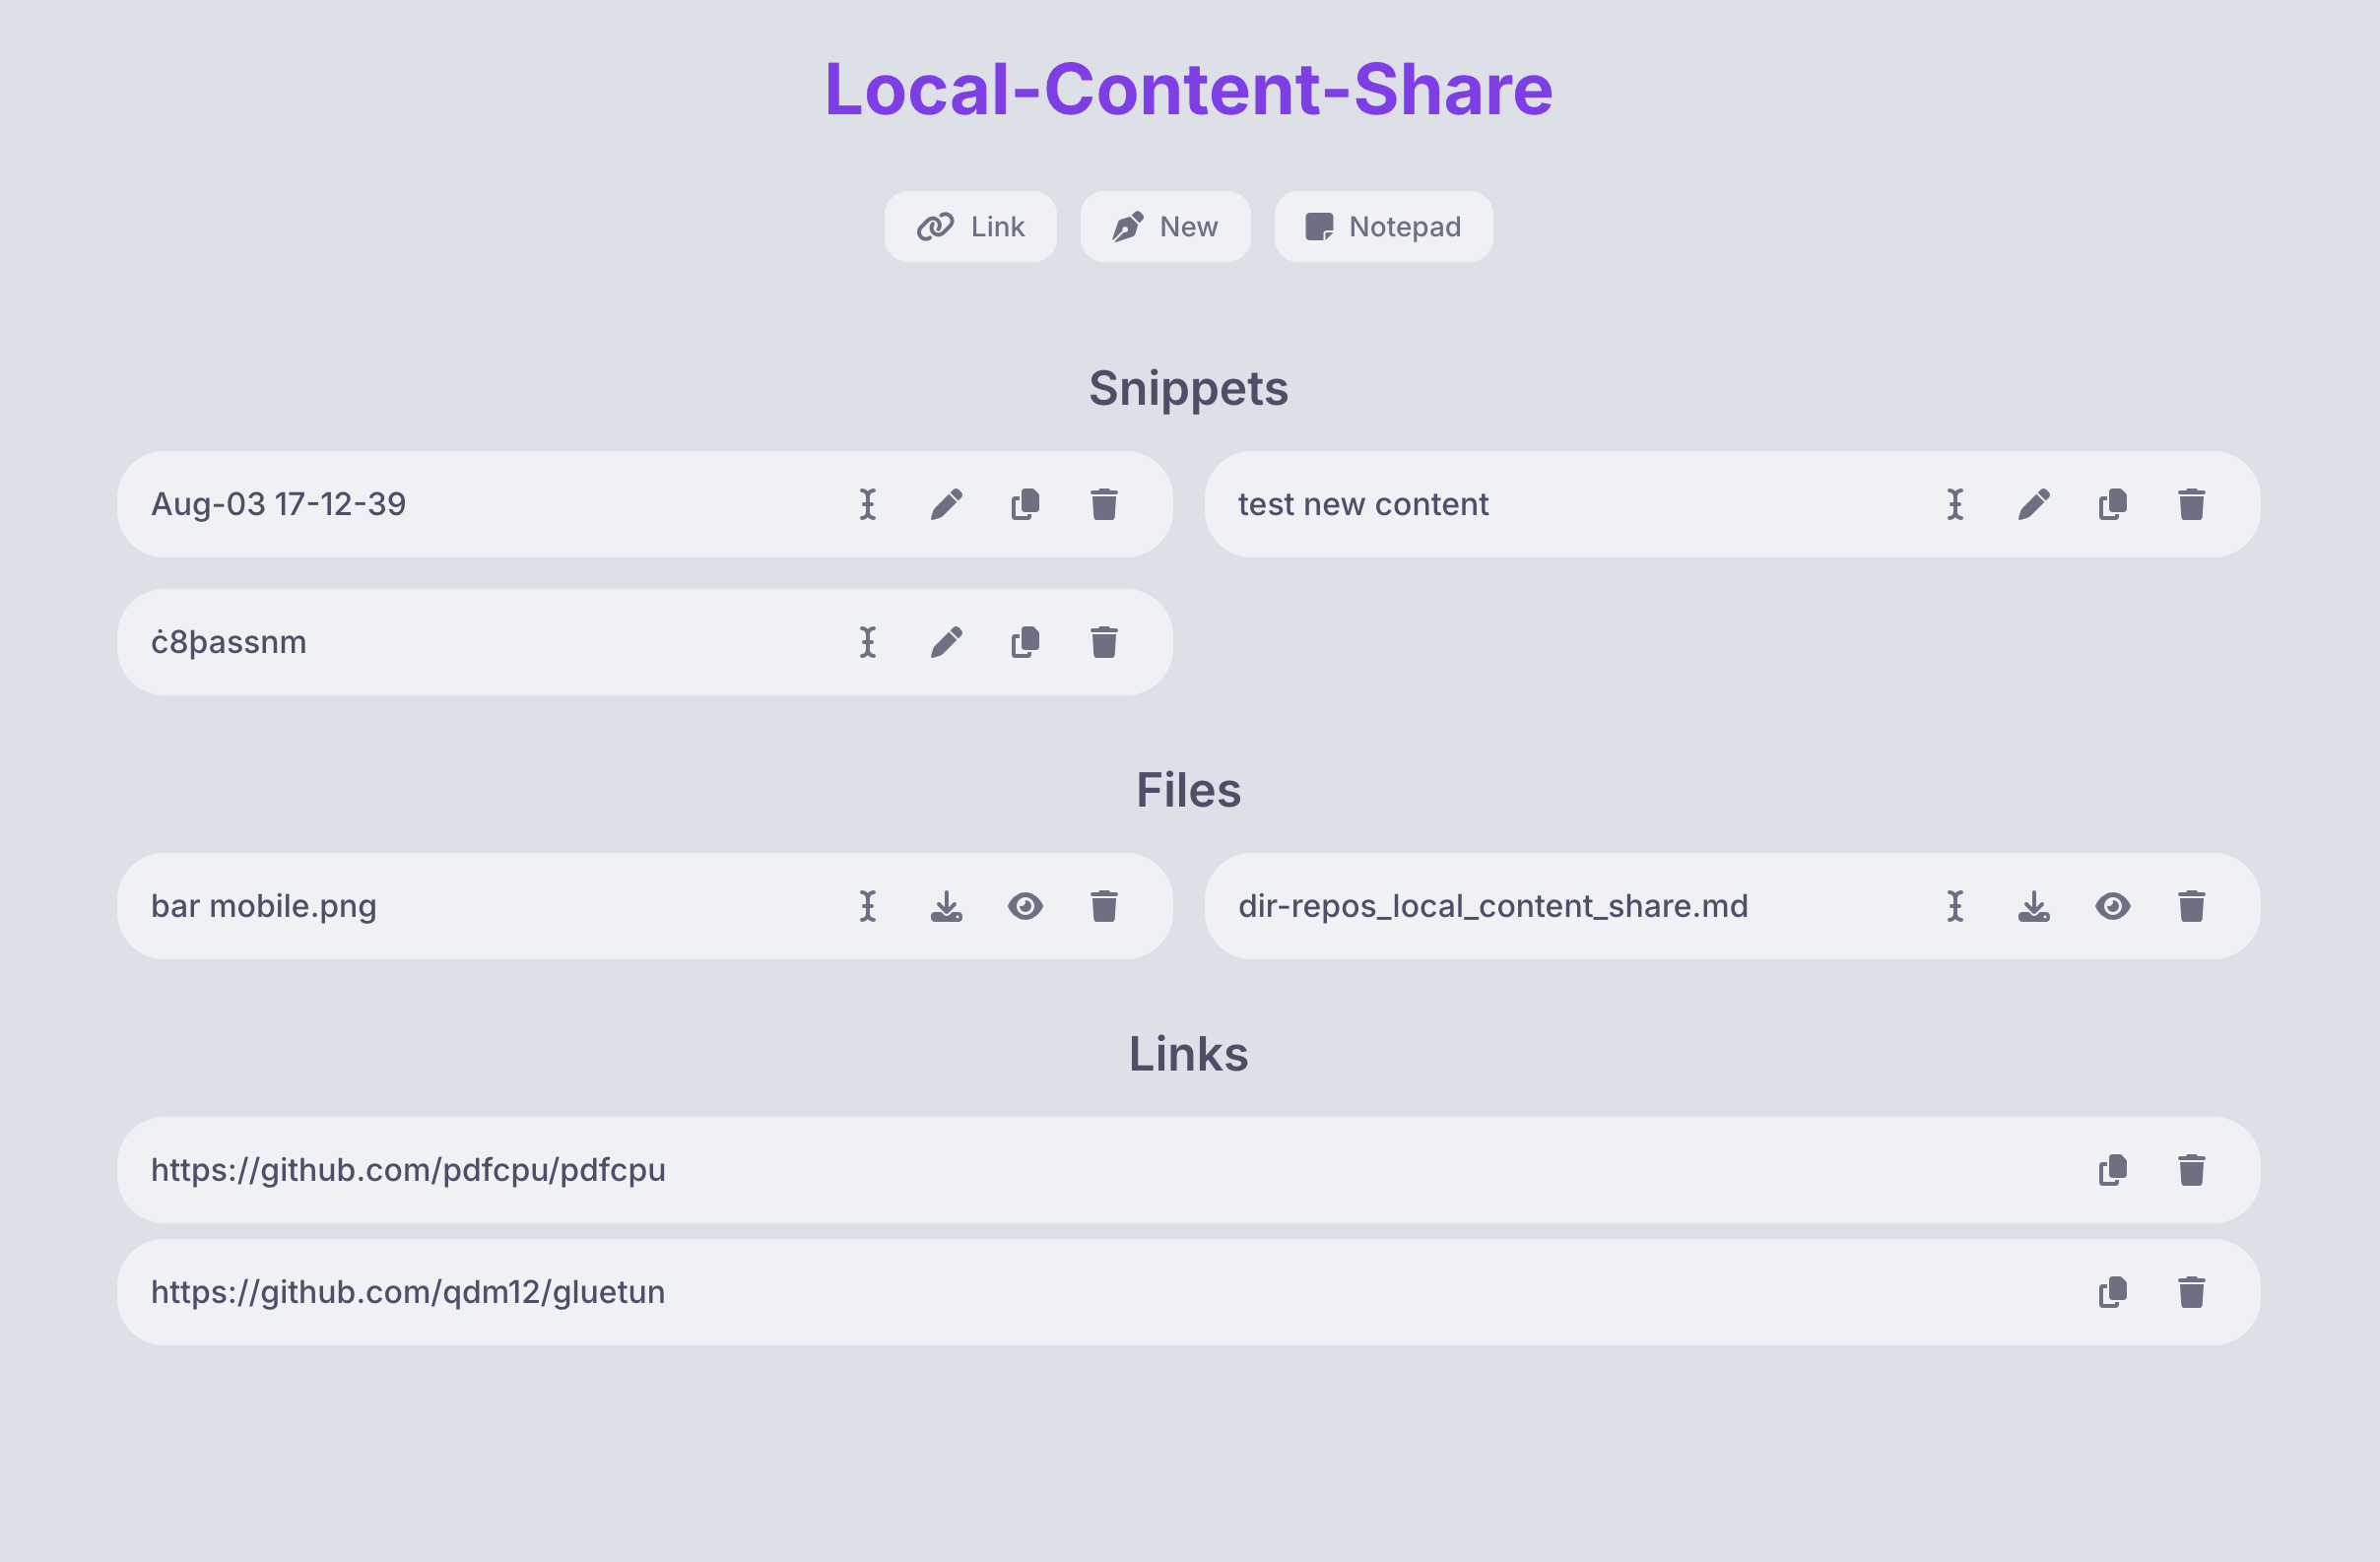 Local-Content-Share
Link
New
Notepad
Snippets
Aug-03 17-12-39
test new content
ċ8þassnm
Files
bar mobile.png
dir-repos_local_content_share.md
Links
https://github.com/pdfcpu/pdfcpu
https://github.com/qdm12/gluetun